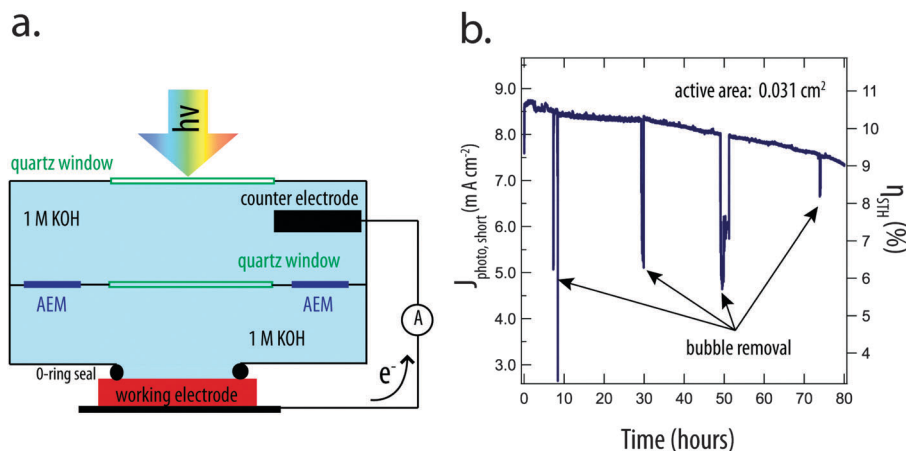 a.
hv
quartz window
counter electrode
1 M KOH
quartz window
AEM
AEM
A
1 M KOH
O-ring seal
working electrode
e-
b.
active area: 0.031 cm²
9.0
8.0
7.0
6.0
5.0
4.0
3.0
J photo, short (m A cm⁻²)
11
10
9
8
7
6
5
4
ηSTH (%)
bubble removal
0
10
20
30
40
50
60
70
80
Time (hours)